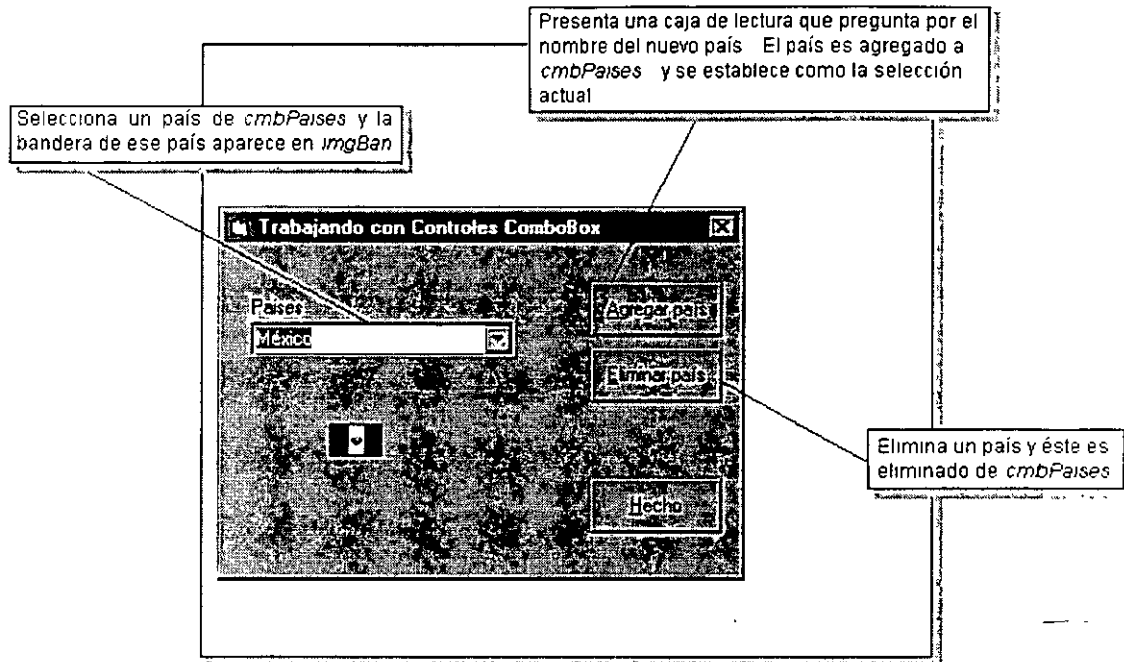 Presenta una caja de lectura que pregunta por el
nombre del nuevo país El país es agregado a
cmbPaises y se establece como la selección
actual
Selecciona un país de cmbPaises y la
bandera de ese país aparece en imgBan
Trabajando con Controles ComboBox
Países
México
Agregar país
Eliminar país
Hecho
Elimina un país y éste es
eliminado de cmbPaises